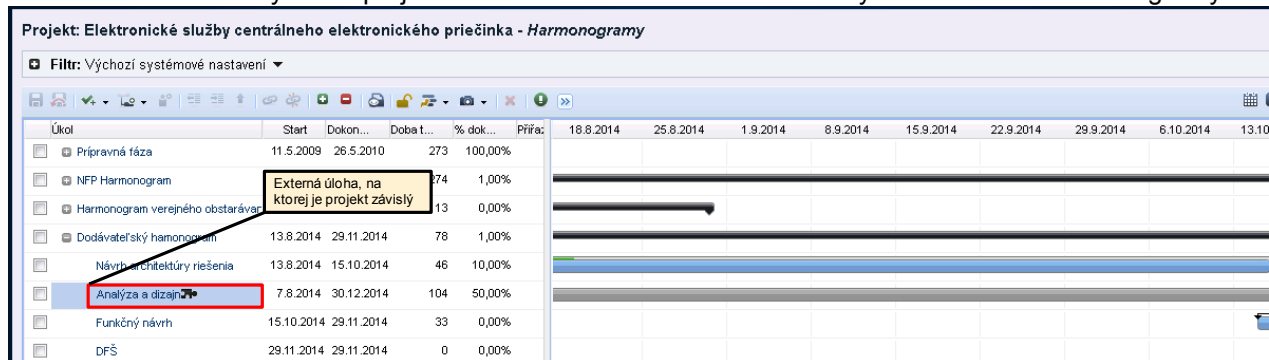 Projekt: Elektronické služby centrálneho elektronického priečinka - Harmonogramy
Filtr: Výchozí systémové nastavení
Úkol Start Dokon... Doba t... % dok... Přiřa: 18.8.2014 25.8.2014 1.9.2014 8.9.2014 15.9.2014 22.9.2014 29.9.2014 6.10.2014 13.10
Prípravná fáza 11.5.2009 26.5.2010 273 100,00%
NFP Harmonogram 274 1,00%
Externá úloha, na
ktorej je projekt závislý
Harmonogram verejného obstaráva 13 0,00%
Dodávateľský hamonogram 13.8.2014 29.11.2014 78 1,00%
Návrh architektúry riešenia 13.8.2014 15.10.2014 46 10,00%
Analýza a dizajn 7.8.2014 30.12.2014 104 50,00%
Funkčný návrh 15.10.2014 29.11.2014 33 0,00%
DFŠ 29.11.2014 29.11.2014 0 0,00%